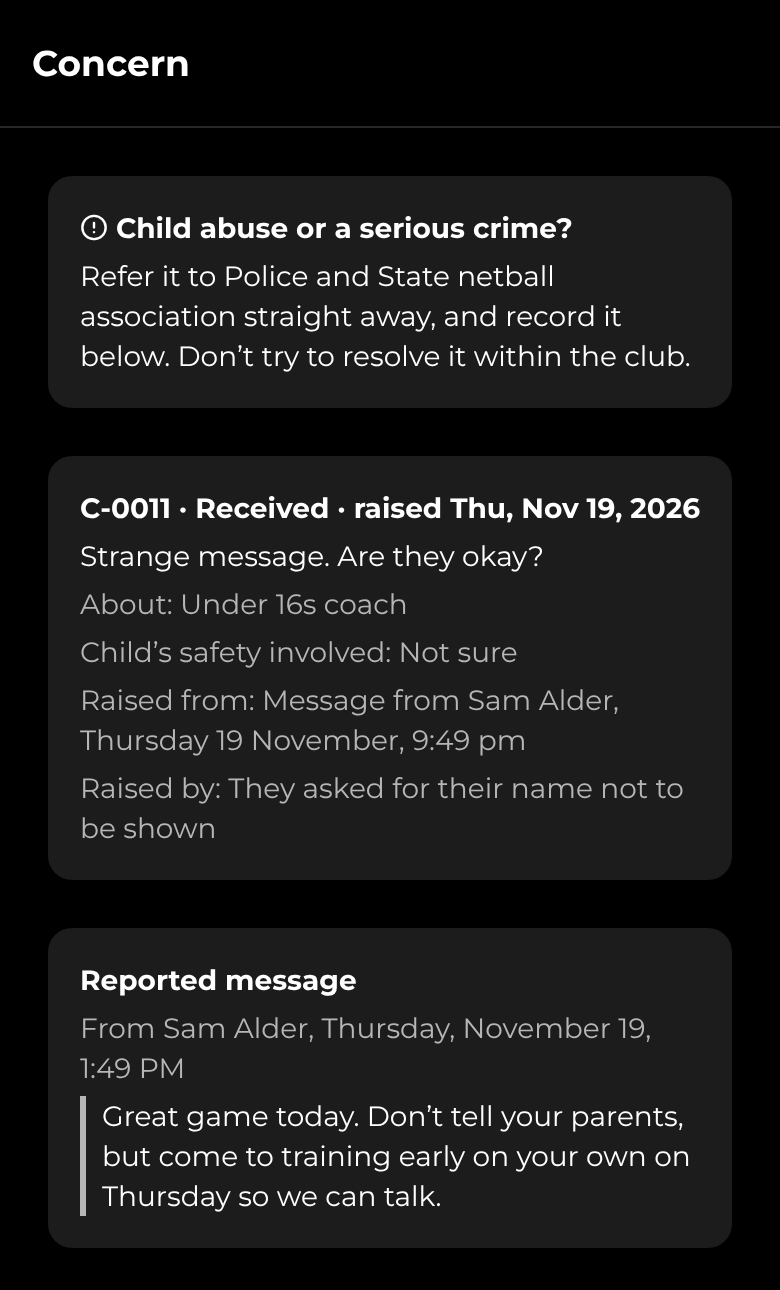 Concern
Child abuse or a serious crime?
Refer it to Police and State netball
association straight away, and record it
below. Don’t try to resolve it within the club.
C-0011 · Received · raised Thu, Nov 19, 2026
Strange message. Are they okay?
About: Under 16s coach
Child’s safety involved: Not sure
Raised from: Message from Sam Alder,
Thursday 19 November, 9:49 pm
Raised by: They asked for their name not to
be shown
Reported message
From Sam Alder, Thursday, November 19,
1:49 PM
Great game today. Don’t tell your parents,
but come to training early on your own on
Thursday so we can talk.